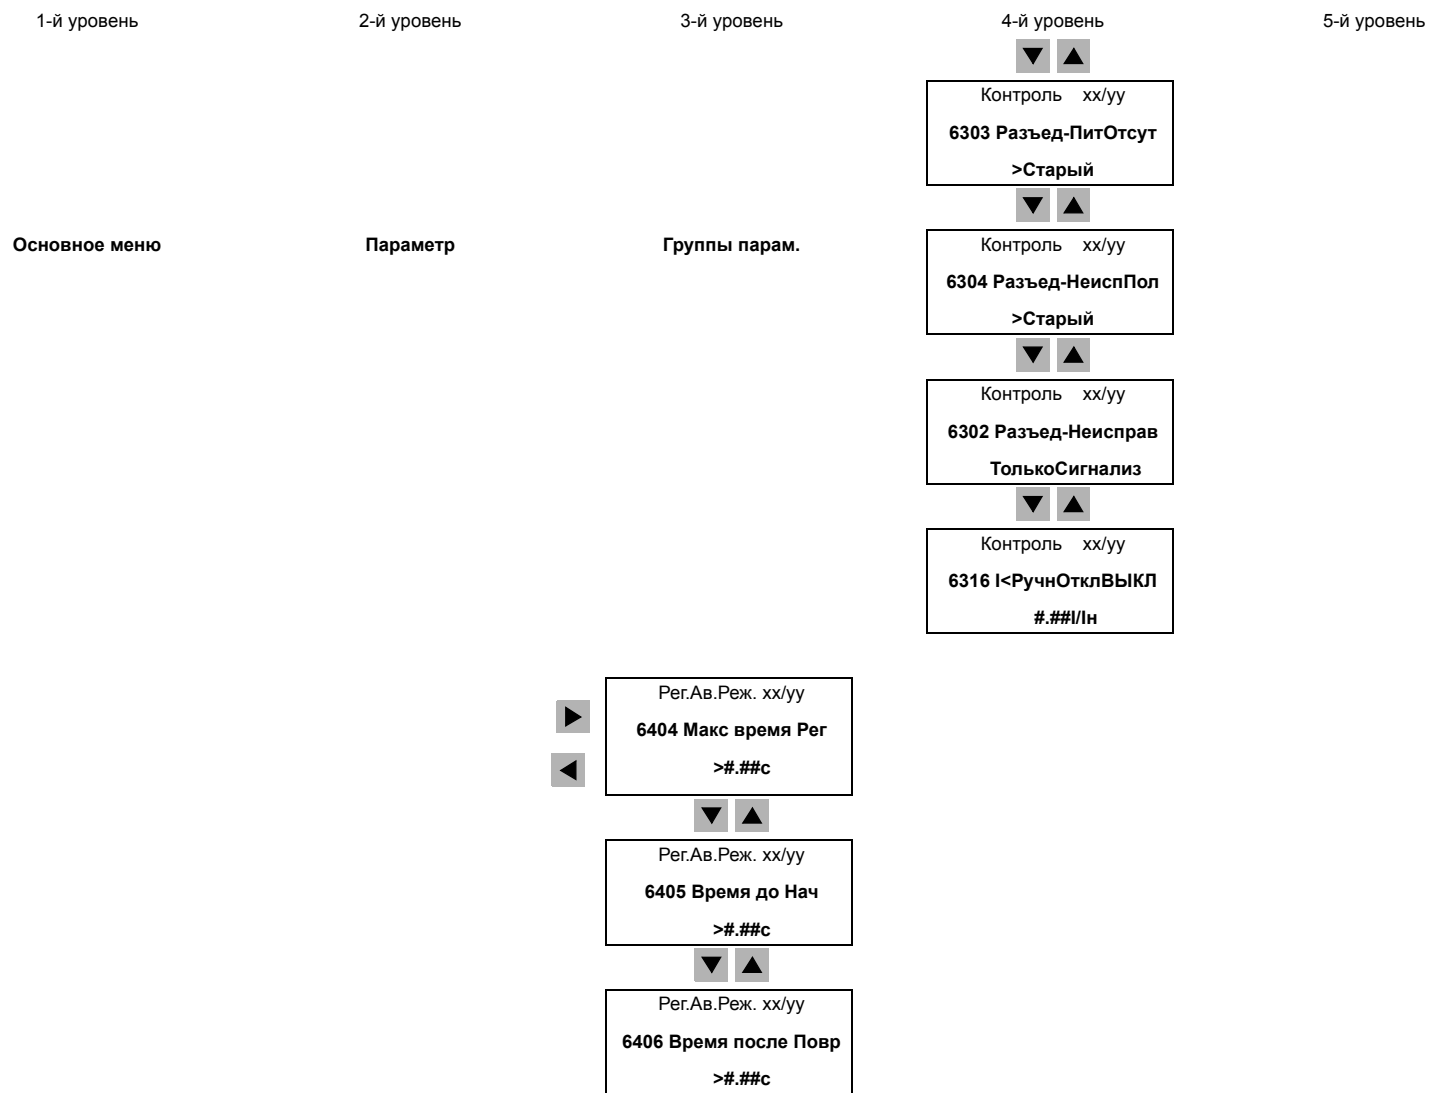 1-й уровень 2-й уровень 3-й уровень 4-й уровень 5-й уровень
Контроль xx/yy
6303 Разъед-ПитОтсут
>Старый
Основное меню Параметр Группы парам.
Контроль xx/yy
6304 Разъед-НеиспПол
>Старый
Контроль xx/yy
6302 Разъед-Неисправ
ТолькоСигнализ
Контроль xx/yy
6316 I<РучнОтклВЫКЛ
#.##I/Iн
Рег.Ав.Реж. xx/yy
6404 Макс время Рег
>#.##с
Рег.Ав.Реж. xx/yy
6405 Время до Нач
>#.##с
Рег.Ав.Реж. xx/yy
6406 Время после Повр
>#.##с